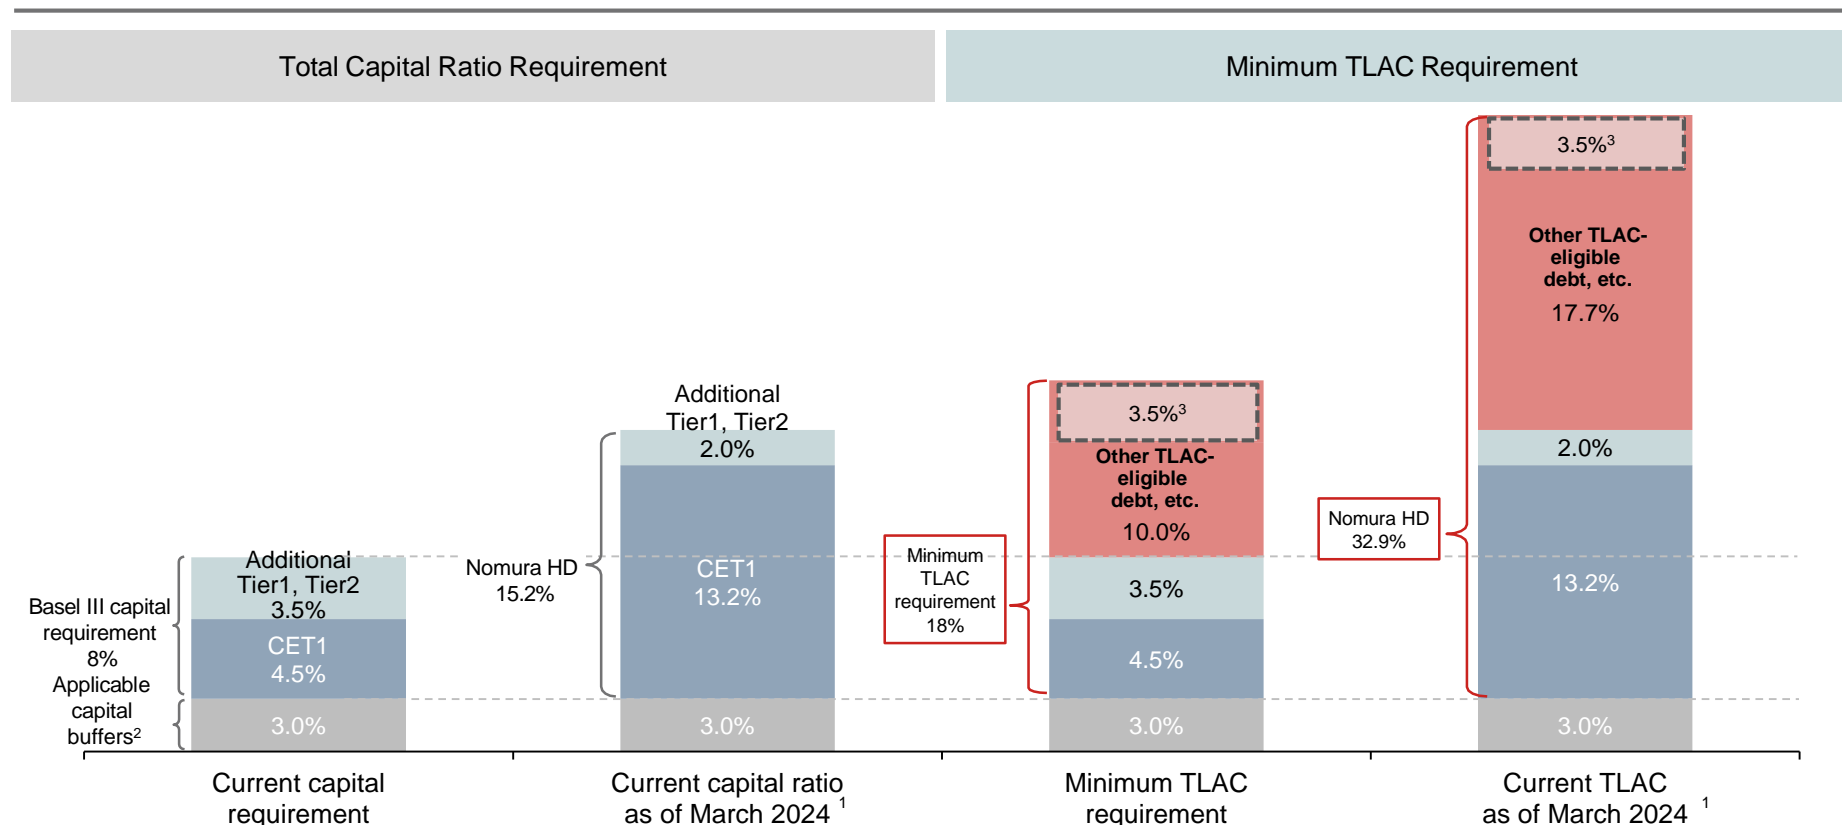 Total Capital Ratio Requirement
Minimum TLAC Requirement
Basel III capital
requirement
8%
Applicable
capital
buffers2
Additional
Tier1, Tier2
3.5%
CET1
4.5%
3.0%
Nomura HD
15.2%
Additional
Tier1, Tier2
2.0%
CET1
13.2%
3.0%
Minimum
TLAC
requirement
18%
3.5%3
Other TLAC-
eligible
debt, etc.
10.0%
3.5%
4.5%
3.0%
Nomura HD
32.9%
3.5%3
Other TLAC-
eligible
debt, etc.
17.7%
2.0%
13.2%
3.0%
Current capital
requirement
Current capital ratio
as of March 2024 1
Minimum TLAC
requirement
Current TLAC
as of March 2024 1